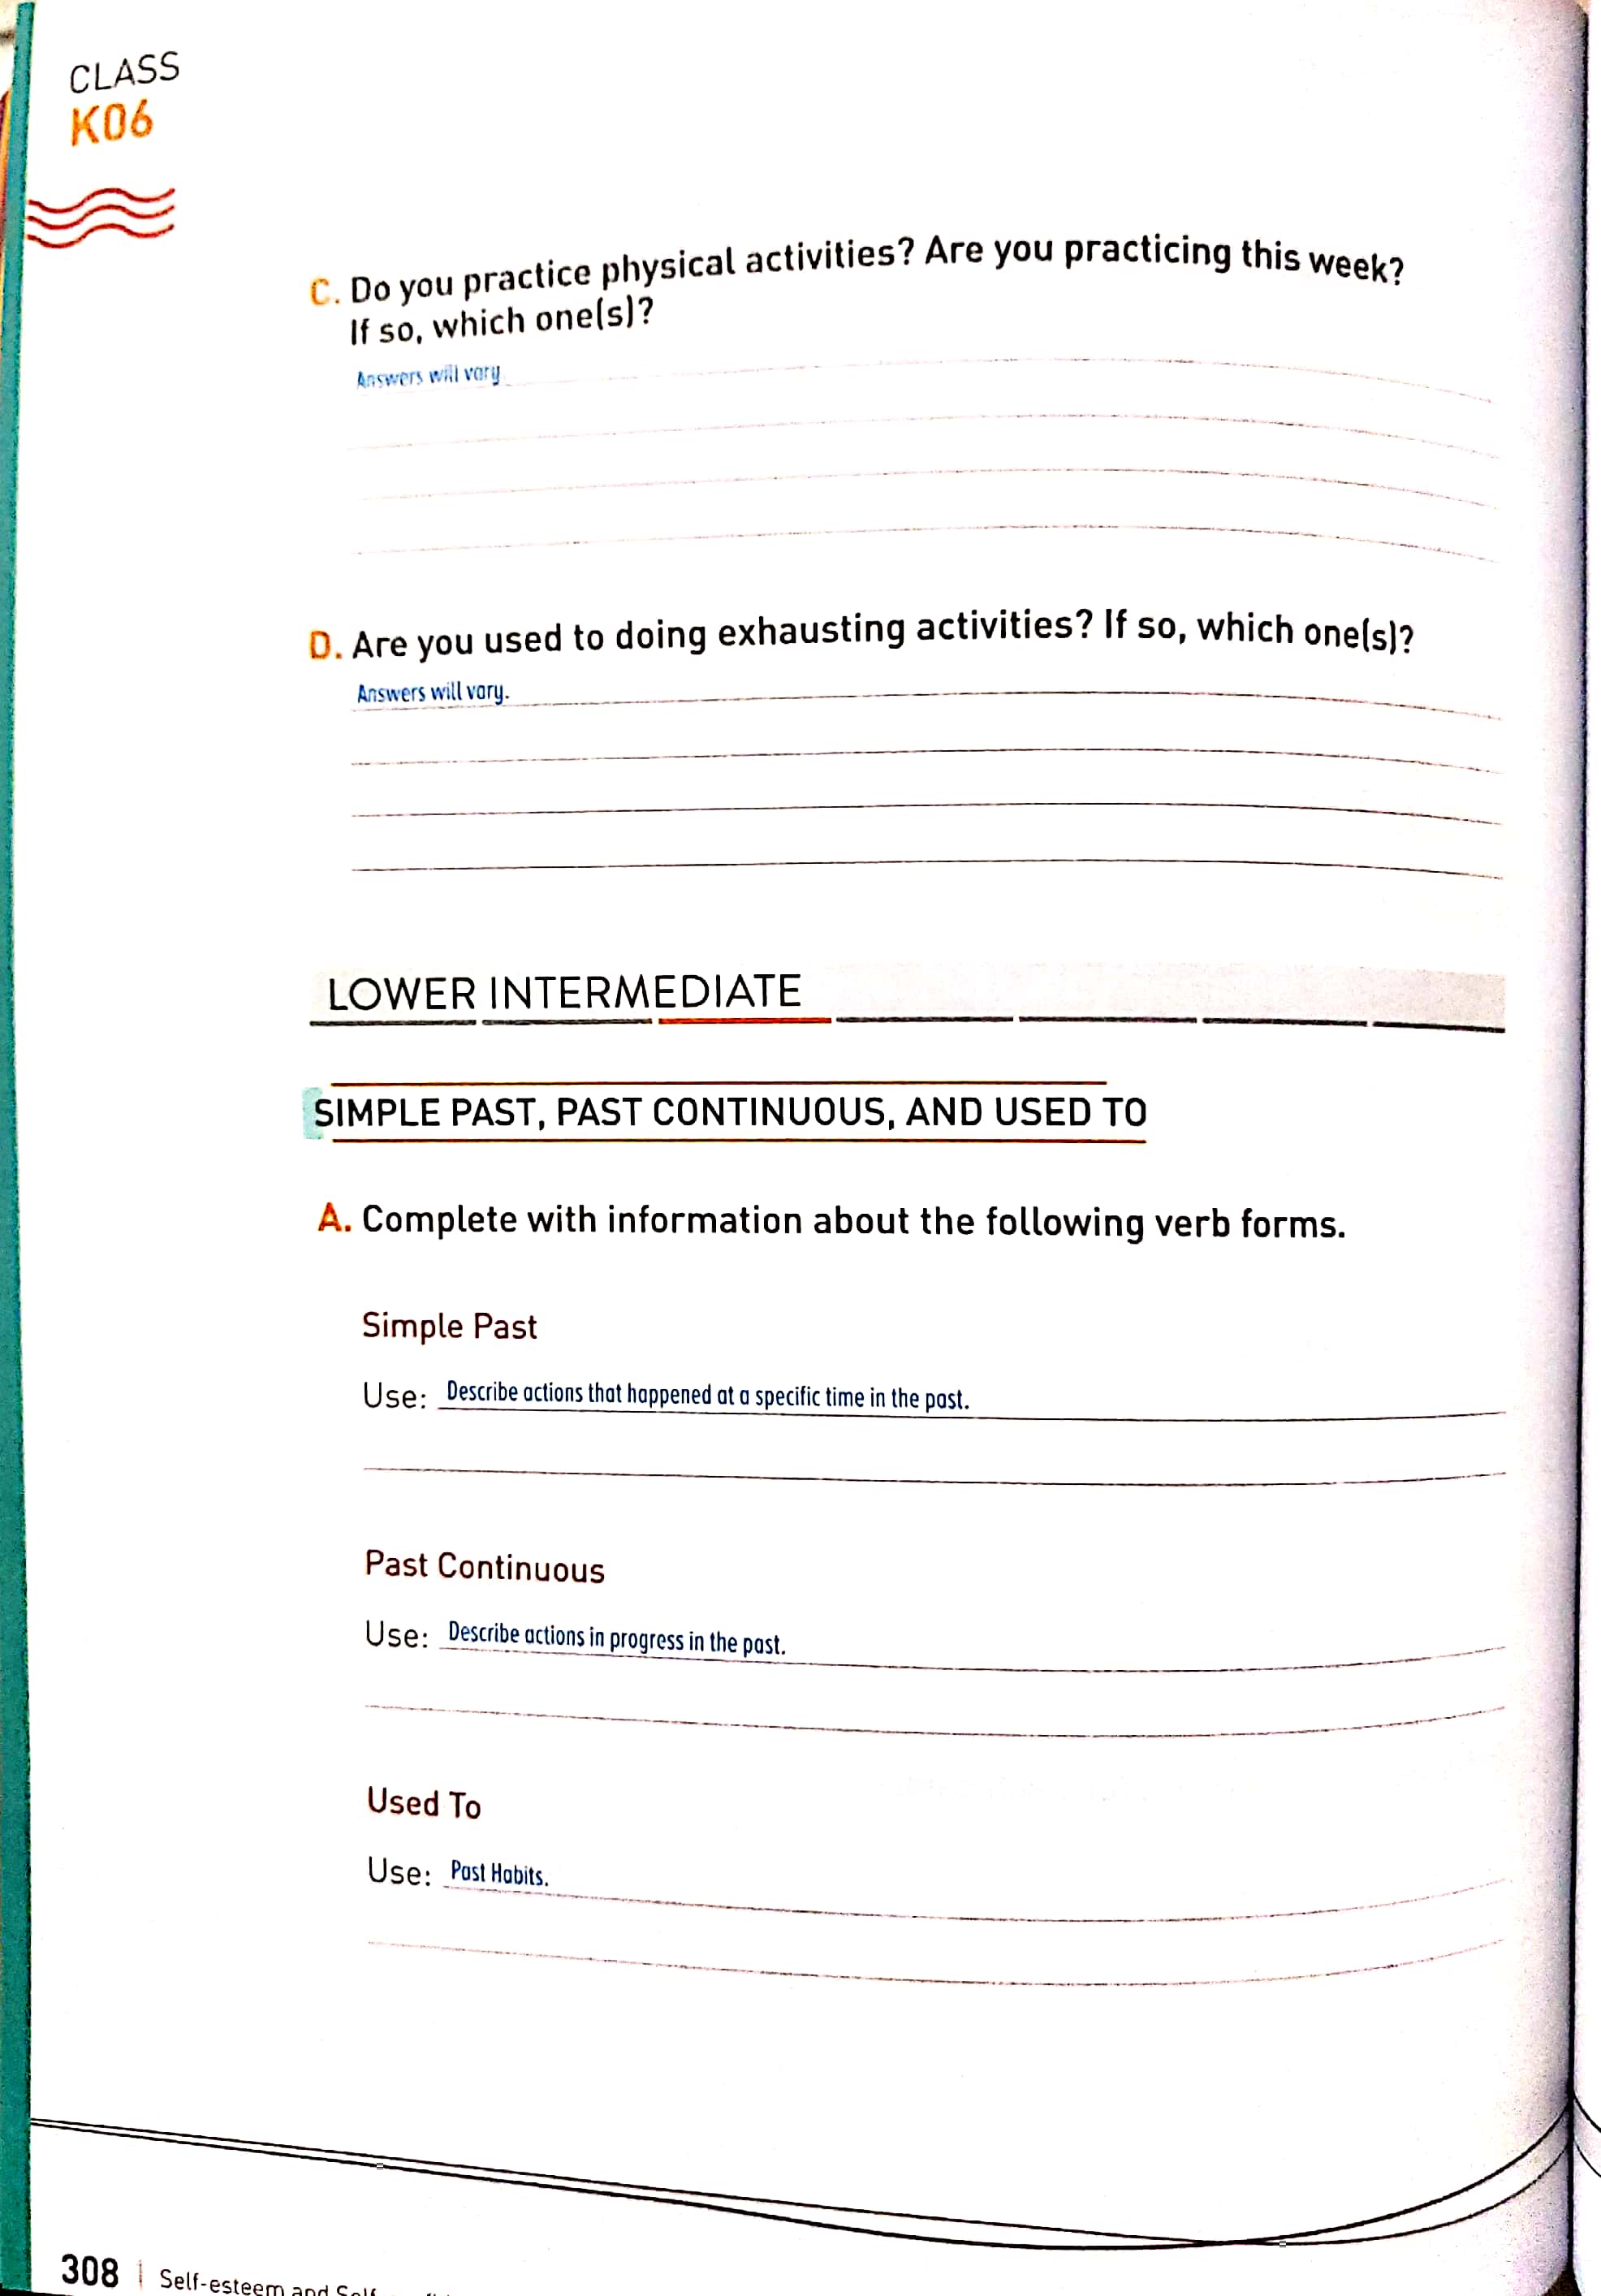 CLASS
K06
C. Do you practice physical activities? Are you practicing this week?
If so, which one(s)?
Answers will vary
D. Are you used to doing exhausting activities? If so, which one(s)?
Answers will vary.
LOWER INTERMEDIATE
SIMPLE PAST, PAST CONTINUOUS, AND USED TO
A. Complete with information about the following verb forms.
Simple Past
Use: Describe actions that happened at a specific time in the past.
Past Continuous
Use: Describe actions in progress in the past.
Used To
Use: Past Habits.
308 | Self-esteem and